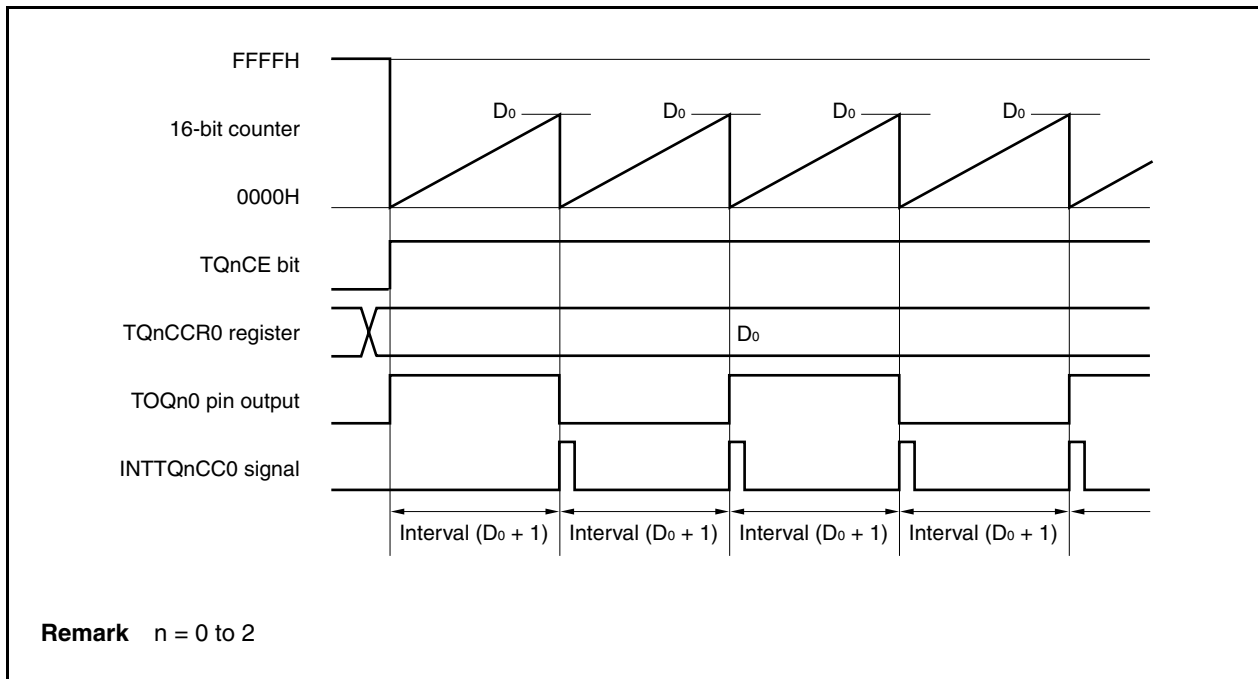 FFFFH
D0 D0 D0 D0
16-bit counter
0000H
TQnCE bit
TQnCCR0 register D0
TOQn0 pin output
INTTQnCC0 signal
Interval (D0 + 1) Interval (D0 + 1) Interval (D0 + 1) Interval (D0 + 1)
Remark n = 0 to 2